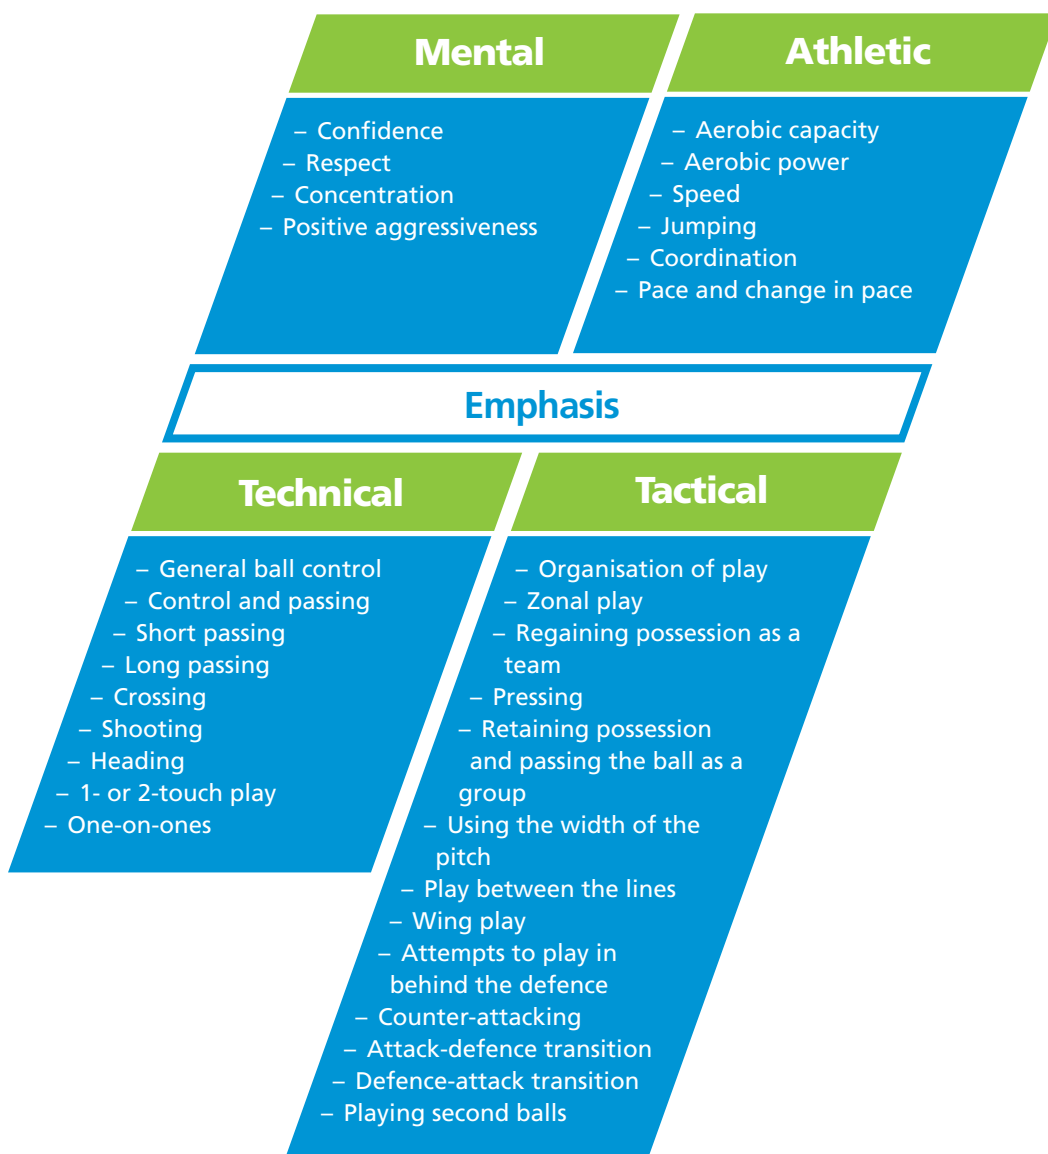 Mental
– Confidence
– Respect
– Concentration
– Positive aggressiveness
Athletic
– Aerobic capacity
– Aerobic power
– Speed
– Jumping
– Coordination
– Pace and change in pace
Emphasis
Technical
– General ball control
– Control and passing
– Short passing
– Long passing
– Crossing
– Shooting
– Heading
– 1- or 2-touch play
– One-on-ones
Tactical
– Organisation of play
– Zonal play
– Regaining possession as a
team
– Pressing
– Retaining possession
and passing the ball as a
group
– Using the width of the
pitch
– Play between the lines
– Wing play
– Attempts to play in
behind the defence
– Counter-attacking
– Attack-defence transition
– Defence-attack transition
– Playing second balls